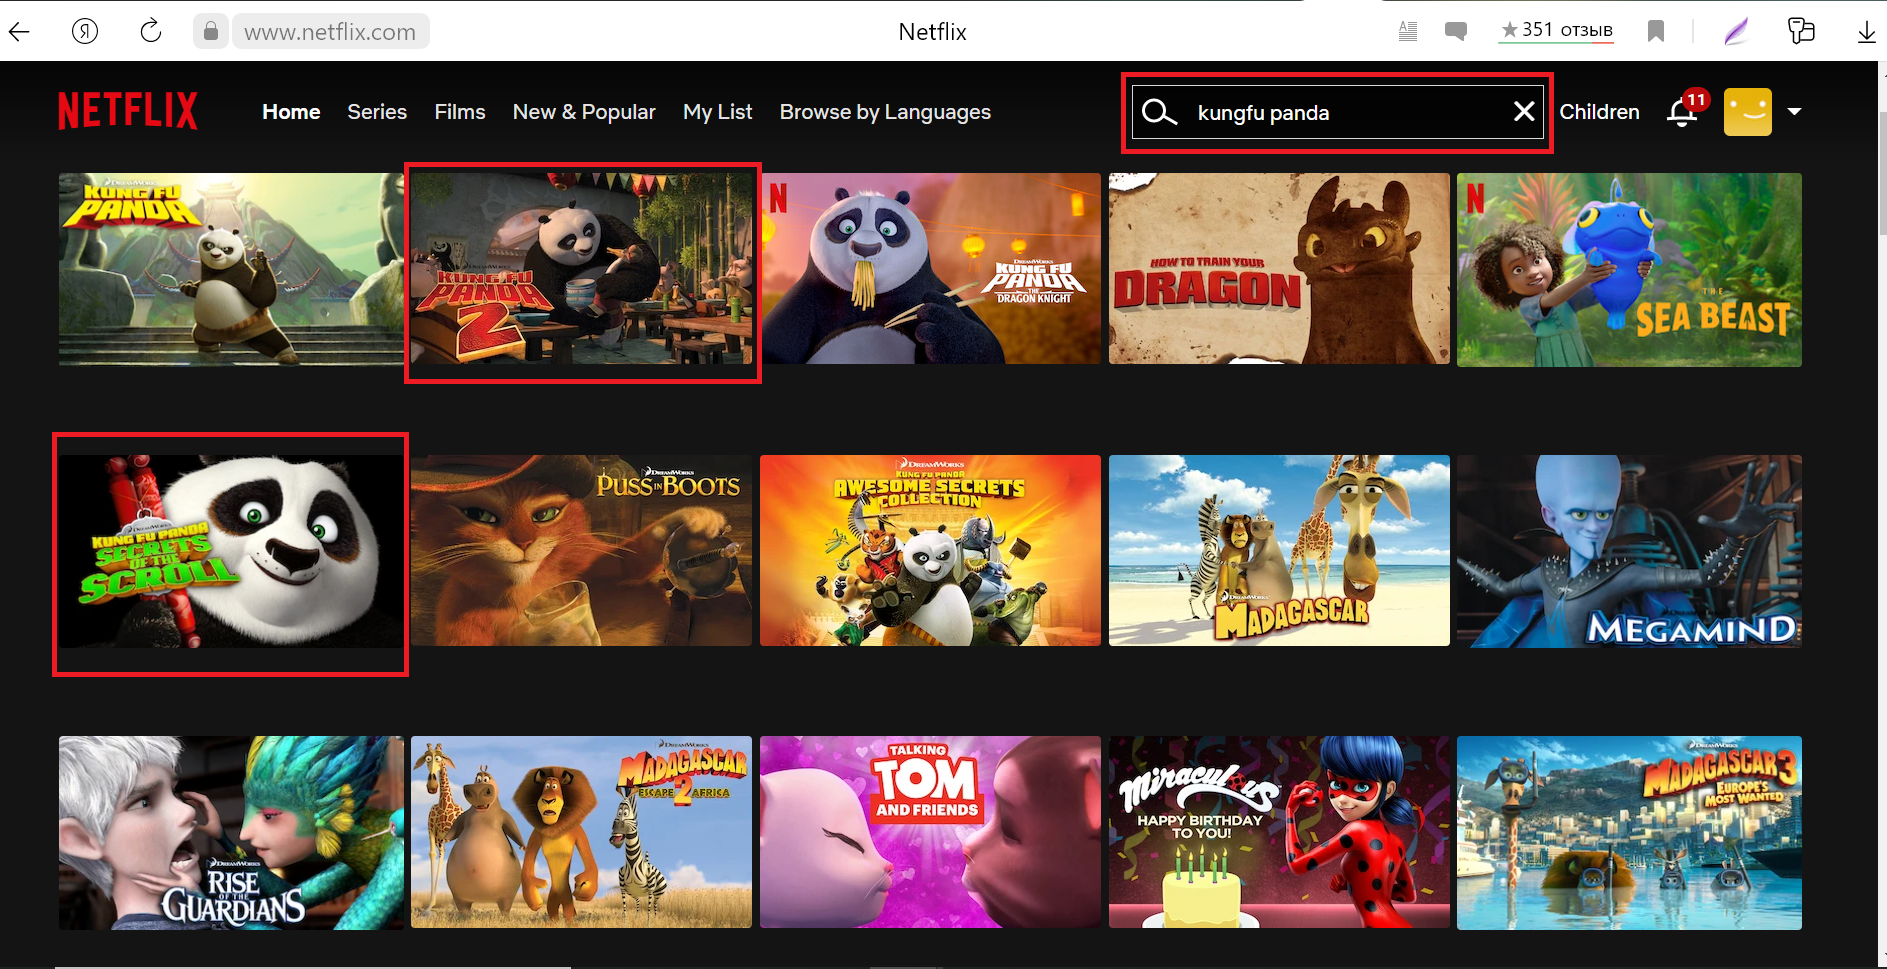 www.netflix.com
Netflix
351 отзыв
NETFLIX
Home
Series
Films
New & Popular
My List
Browse by Languages
kungfu panda
Children
11
DREAMWORKS
KUNG FU
PANDA
DREAMWORKS
KUNG FU
PANDA
2
N
DREAMWORKS
KUNG FU
PANDA
THE
DRAGON KNIGHT
HOW TO TRAIN YOUR
DRAGON
N
THE
SEA BEAST
DREAMWORKS
KUNG FU PANDA
SECRETS
OF THE
SCROLL
DREAMWORKS
PUSS IN BOOTS
DREAMWORKS
KUNG FU PANDA
AWESOME SECRETS
COLLECTION
DREAMWORKS
MADAGASCAR
MEGAMIND
DREAMWORKS
RISE
OF THE
GUARDIANS
DREAMWORKS
MADAGASCAR
ESCAPE 2 AFRICA
TALKING
TOM
AND FRIENDS
Miraculous
HAPPY BIRTHDAY
TO YOU!
DREAMWORKS
MADAGASCAR 3
EUROPE'S
MOST WANTED